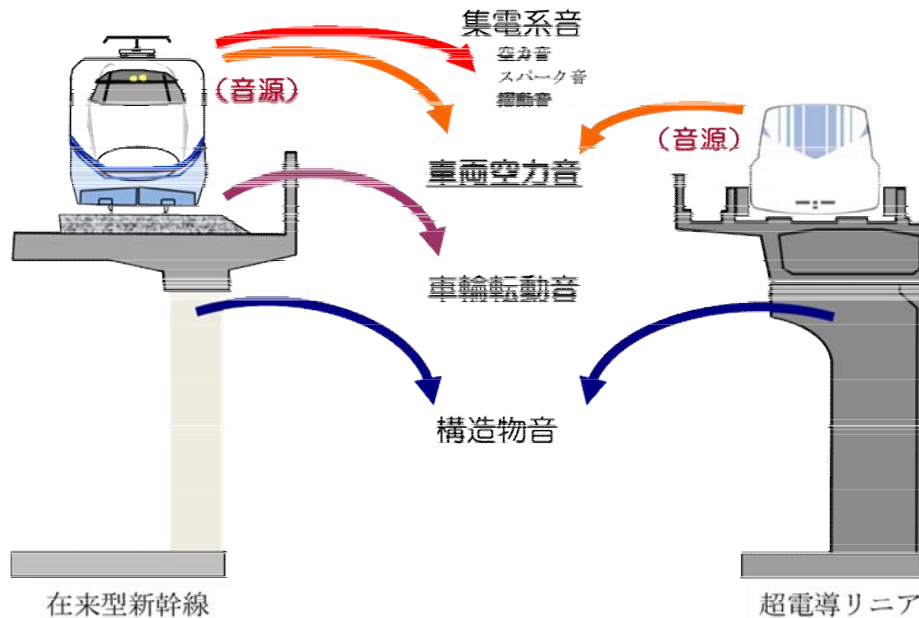 集電系音
空力音
スパーク音
摺動音
(音源)
(音源)
車両空力音
車輪転動音
構造物音
在来型新幹線
超電導リニア